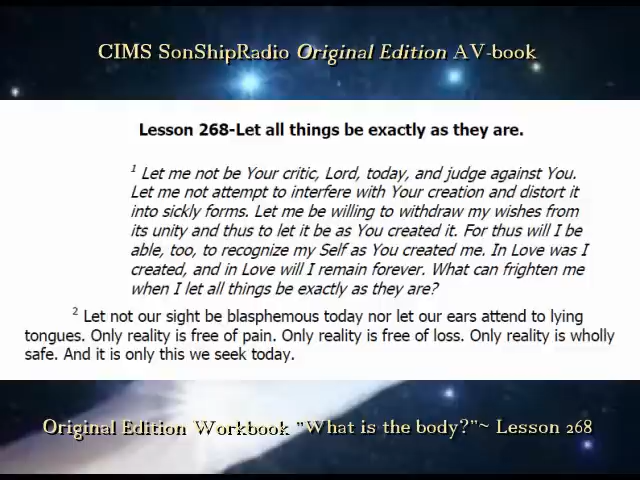 CIMS SonShipRadio Original Edition AV-book
Lesson 268-Let all things be exactly as they are.
1 Let me not be Your critic, Lord, today, and judge against You.
Let me not attempt to interfere with Your creation and distort it
into sickly forms. Let me be willing to withdraw my wishes from
its unity and thus to let it be as You created it. For thus will I be
able, too, to recognize my Self as You created me. In Love was I
created, and in Love will I remain forever. What can frighten me
when I let all things be exactly as they are?
2 Let not our sight be blasphemous today nor let our ears attend to lying
tongues. Only reality is free of pain. Only reality is free of loss. Only reality is wholly
safe. And it is only this we seek today.
Original Edition Workbook "What is the body?"~ Lesson 268